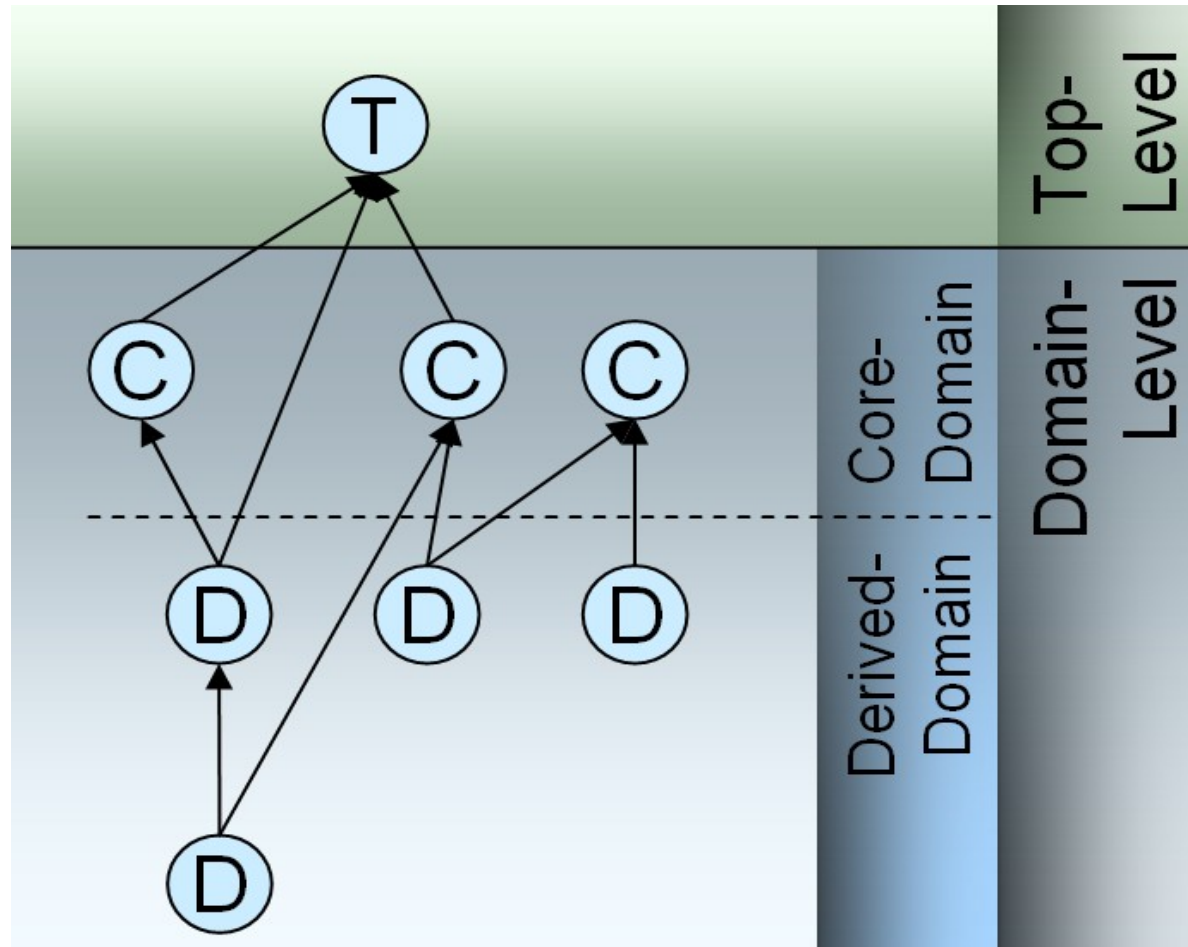 T
Top-
Level
C
C
C
Core-
Domain
Domain-
Level
D
D
D
Derived-
Domain
D